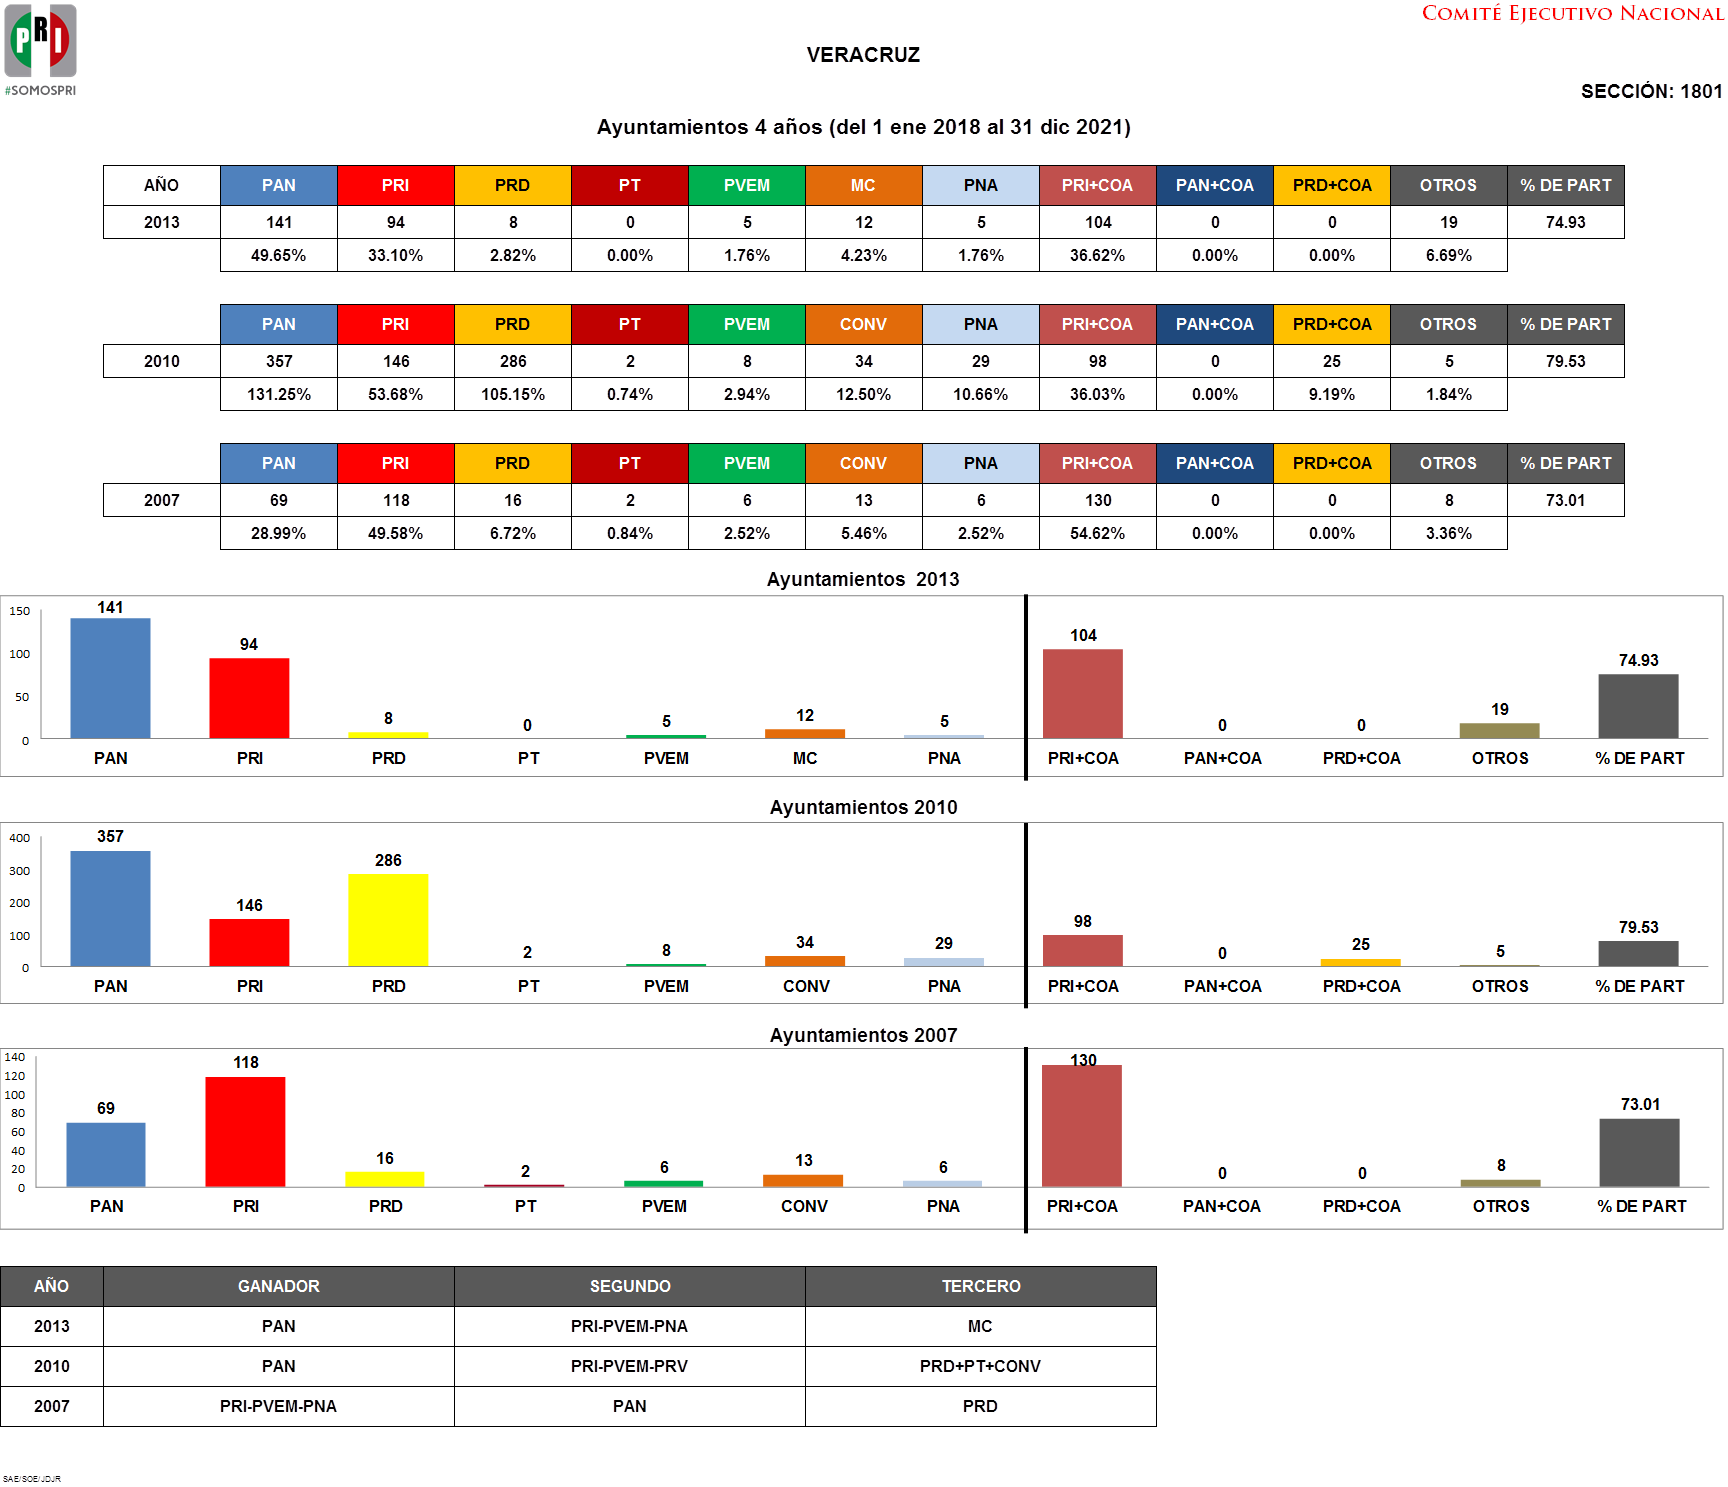 COMITÉ EJECUTIVO NACIONAL
PRI
#SOMOSPRI
VERACRUZ
SECCIÓN: 1801
Ayuntamientos 4 años (del 1 ene 2018 al 31 dic 2021)
AÑO PAN PRI PRD PT PVEM MC PNA PRI+COA PAN+COA PRD+COA OTROS % DE PART
2013 141 94 8 0 5 12 5 104 0 0 19 74.93
49.65% 33.10% 2.82% 0.00% 1.76% 4.23% 1.76% 36.62% 0.00% 0.00% 6.69%
PAN PRI PRD PT PVEM CONV PNA PRI+COA PAN+COA PRD+COA OTROS % DE PART
2010 357 146 286 2 8 34 29 98 0 25 5 79.53
131.25% 53.68% 105.15% 0.74% 2.94% 12.50% 10.66% 36.03% 0.00% 9.19% 1.84%
PAN PRI PRD PT PVEM CONV PNA PRI+COA PAN+COA PRD+COA OTROS % DE PART
2007 69 118 16 2 6 13 6 130 0 0 8 73.01
28.99% 49.58% 6.72% 0.84% 2.52% 5.46% 2.52% 54.62% 0.00% 0.00% 3.36%
Ayuntamientos 2013
150
100
50
0
141 94 8 0 5 12 5 104 0 0 19 74.93
PAN PRI PRD PT PVEM MC PNA PRI+COA PAN+COA PRD+COA OTROS % DE PART
Ayuntamientos 2010
400
300
200
100
0
357 146 286 2 8 34 29 98 0 25 5 79.53
PAN PRI PRD PT PVEM CONV PNA PRI+COA PAN+COA PRD+COA OTROS % DE PART
Ayuntamientos 2007
140
120
100
80
60
40
20
0
69 118 16 2 6 13 6 130 0 0 8 73.01
PAN PRI PRD PT PVEM CONV PNA PRI+COA PAN+COA PRD+COA OTROS % DE PART
AÑO GANADOR SEGUNDO TERCERO
2013 PAN PRI-PVEM-PNA MC
2010 PAN PRI-PVEM-PRV PRD+PT+CONV
2007 PRI-PVEM-PNA PAN PRD
SAE/SOE/JDJR